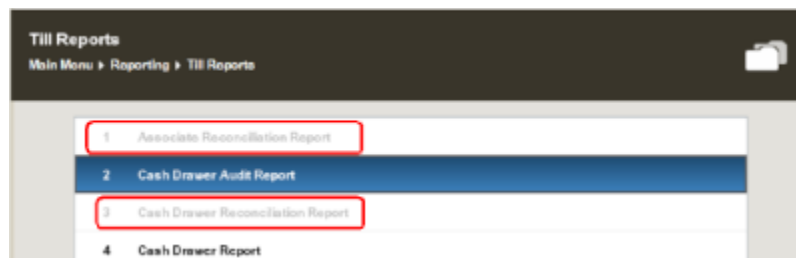 Till Reports
Main Menu ▸ Reporting ▸ Till Reports
1 Associate Reconciliation Report
2 Cash Drawer Audit Report
3 Cash Drawer Reconciliation Report
4 Cash Drawer Report